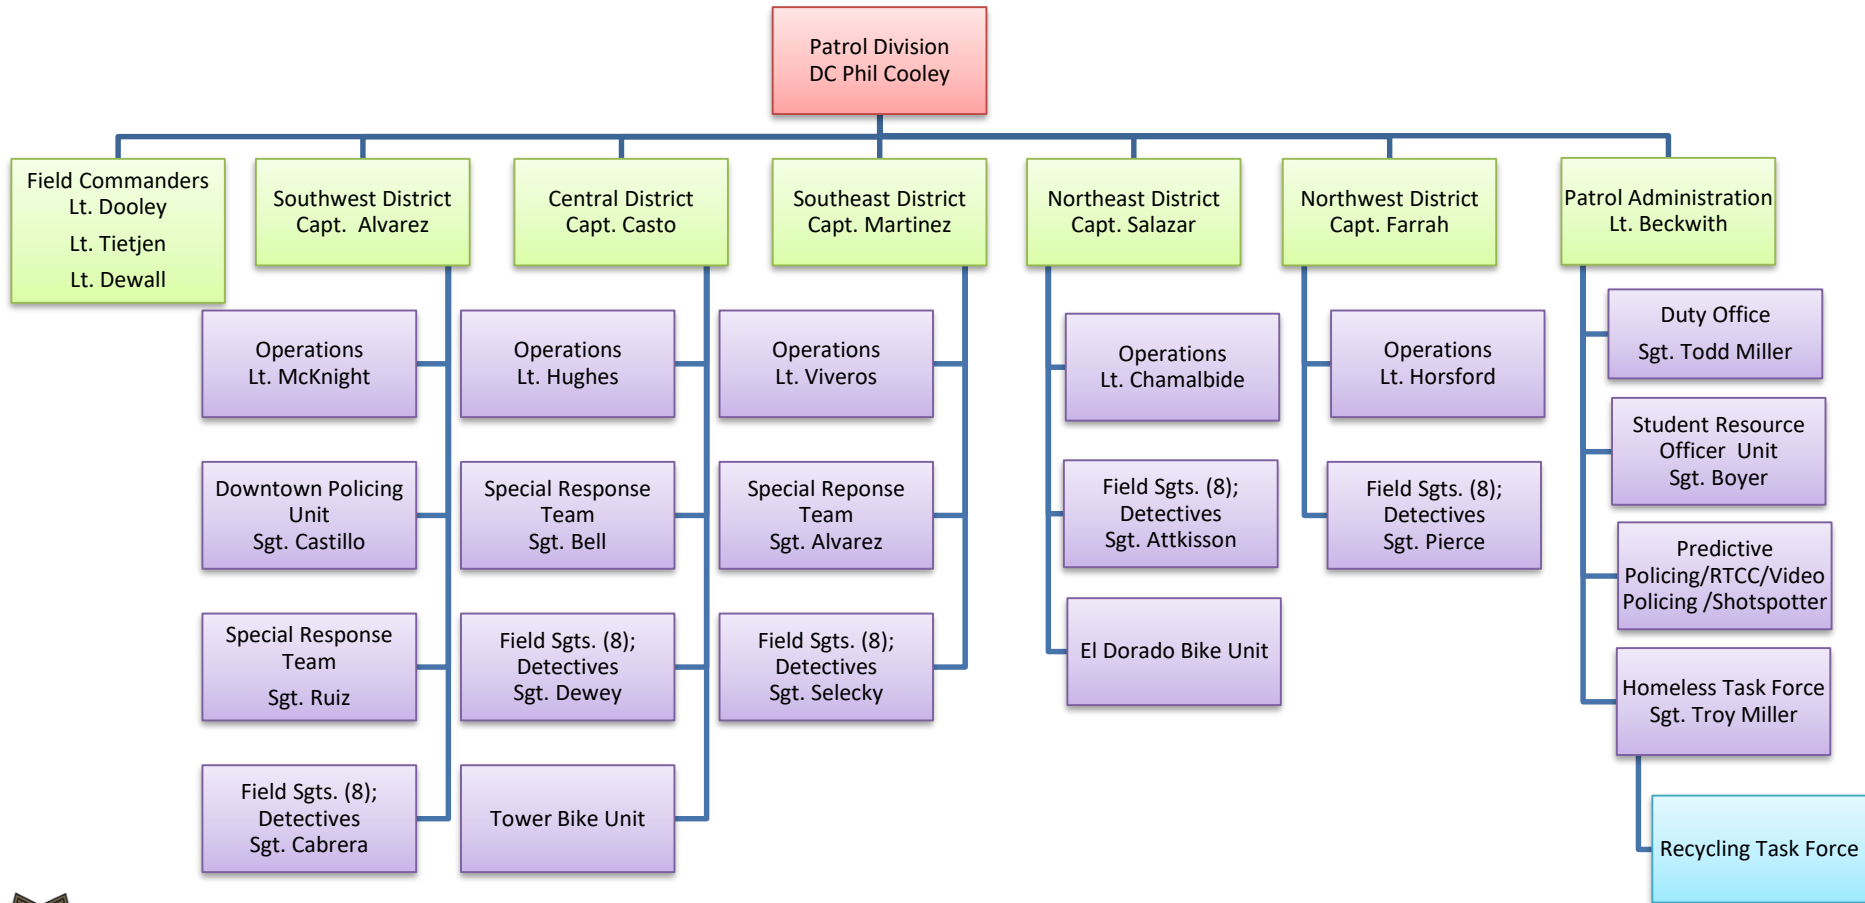 Patrol Division
DC Phil Cooley
Field Commanders
Lt. Dooley
Lt. Tietjen
Lt. Dewall
Southwest District
Capt.  Alvarez
Central District
Capt. Casto
Southeast District
Capt. Martinez
Northeast District
Capt. Salazar
Northwest District
Capt. Farrah
Patrol Administration
Lt. Beckwith
Operations
Lt. McKnight
Downtown Policing
Unit
Sgt. Castillo
Special Response
Team
Sgt. Ruiz
Field Sgts. (8);
Detectives
Sgt. Cabrera
Operations
Lt. Hughes
Special Response
Team
Sgt. Bell
Field Sgts. (8);
Detectives
Sgt. Dewey
Tower Bike Unit
Operations
Lt. Viveros
Special Reponse
Team
Sgt. Alvarez
Field Sgts. (8);
Detectives
Sgt. Selecky
Operations
Lt. Chamalbide
Field Sgts. (8);
Detectives
Sgt. Attkisson
El Dorado Bike Unit
Operations
Lt. Horsford
Field Sgts. (8);
Detectives
Sgt. Pierce
Duty Office
Sgt. Todd Miller
Student Resource
Officer  Unit
Sgt. Boyer
Predictive
Policing/RTCC/Video
Policing /Shotspotter
Homeless Task Force
Sgt. Troy Miller
Recycling Task Force